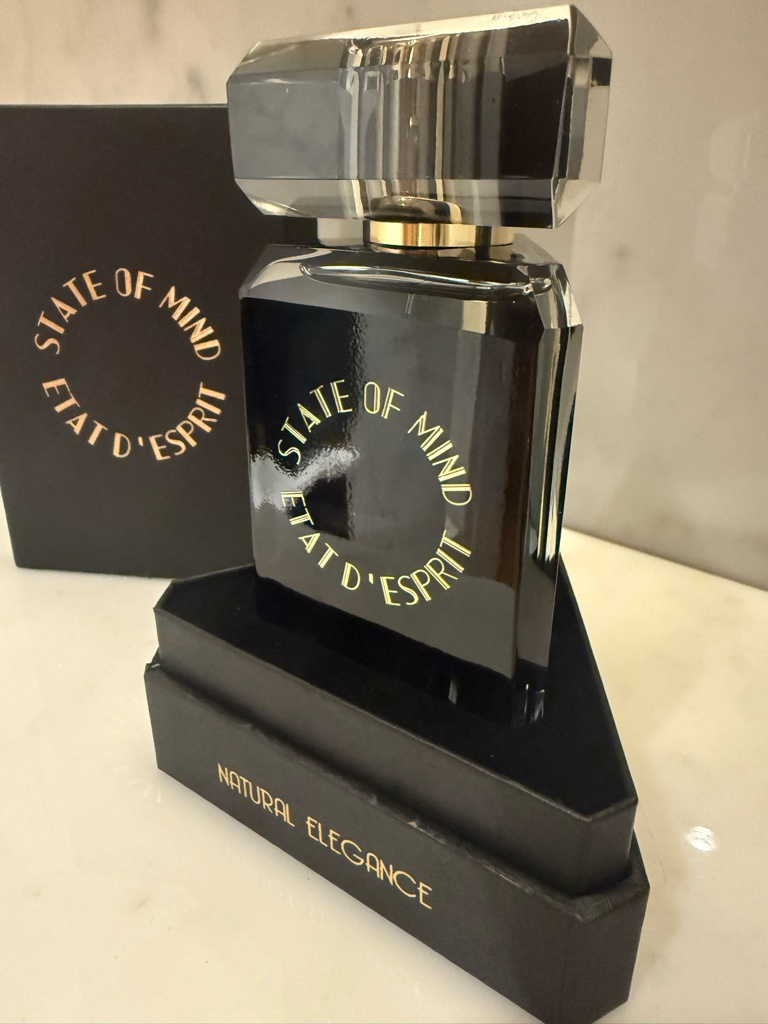 STATE OF MIND
ETAT D'ESPRIT
STATE OF MIND
ETAT D'ESPRIT
NATURAL ELEGANCE